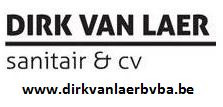 DIRK VAN LAER
sanitair & cv
www.dirkvanlaerbvba.be